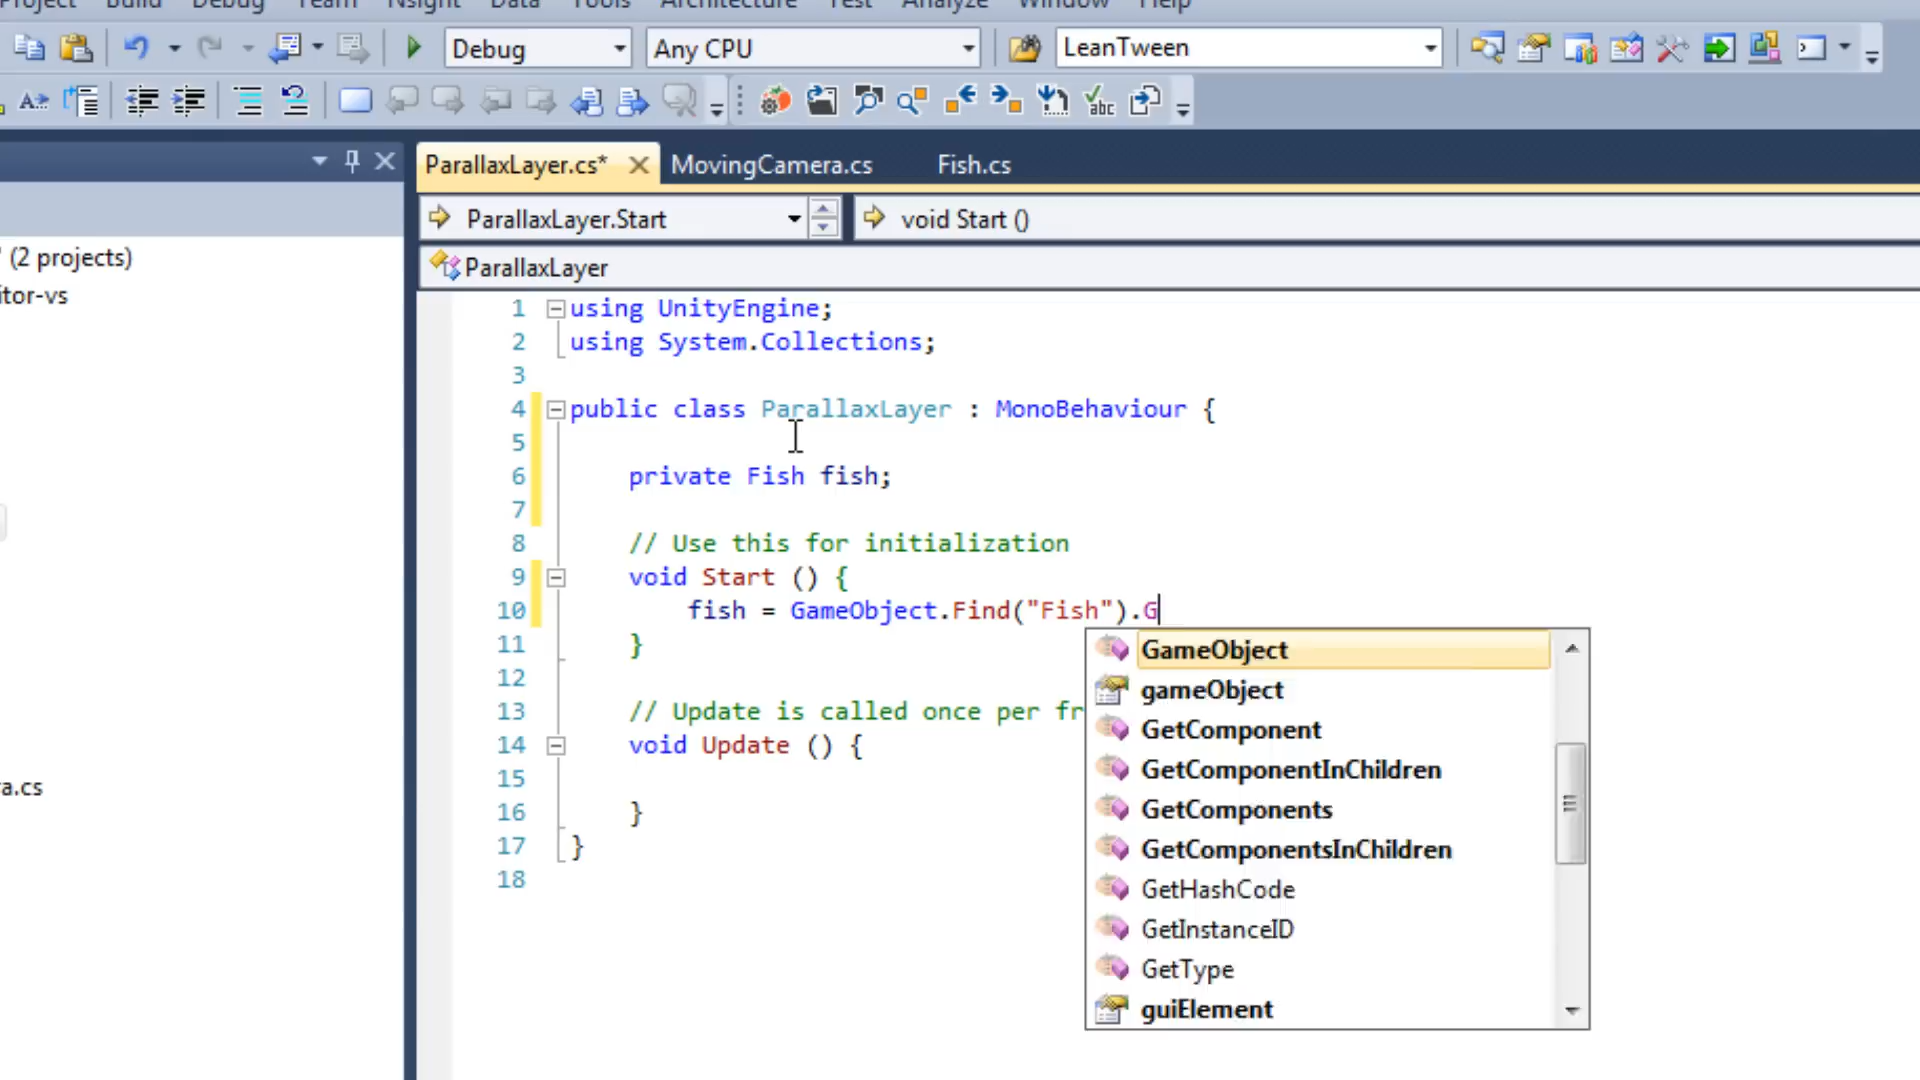 Project Build Debug Team Nsight Data Tools Architecture Test Analyze Window Help
Debug Any CPU LeanTween
ParallaxLayer.cs* MovingCamera.cs Fish.cs
ParallaxLayer.Start void Start ()
(2 projects)
ParallaxLayer
itor-vs
1 using UnityEngine;
2 using System.Collections;
3
4 public class ParallaxLayer : MonoBehaviour {
5
6 private Fish fish;
7
8 // Use this for initialization
9 void Start () {
10 fish = GameObject.Find("Fish").G
11 }
12
13 // Update is called once per fr
14 void Update () {
15
a.cs
16 }
17 }
18
GameObject
gameObject
GetComponent
GetComponentInChildren
GetComponents
GetComponentsInChildren
GetHashCode
GetInstanceID
GetType
guiElement